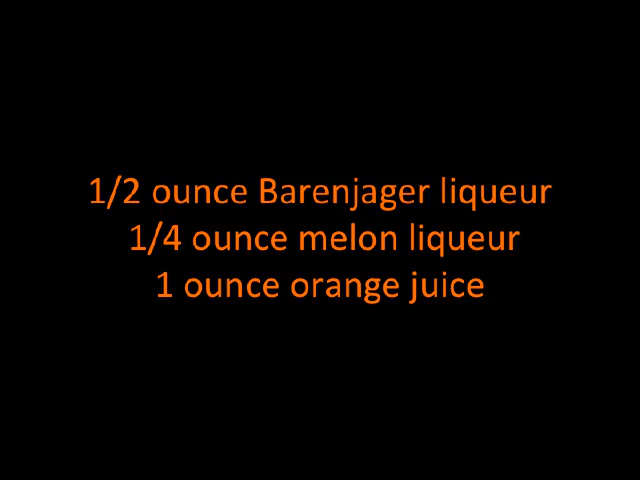 1/2 ounce Barenjager liqueur
1/4 ounce melon liqueur
1 ounce orange juice